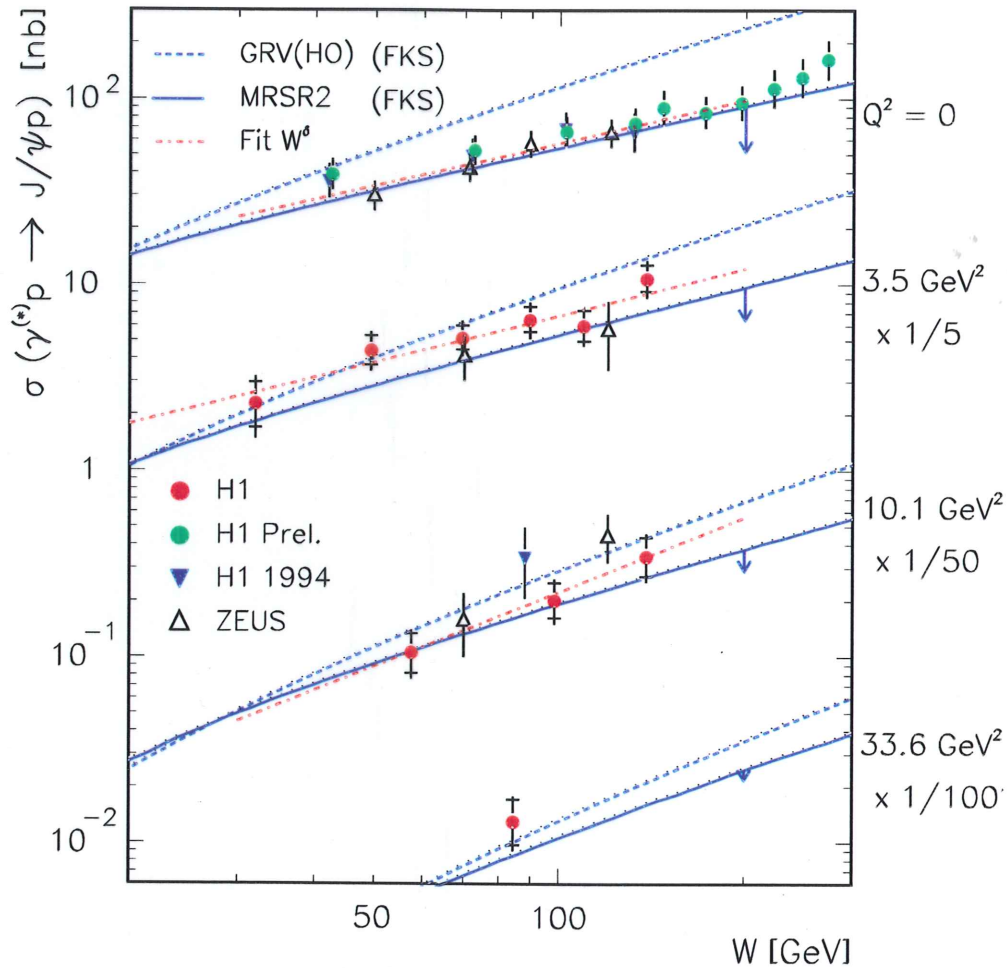 σ (γ⁽*⁾p → J/ψp) [nb]
10²
10
1
10⁻¹
10⁻²
GRV(HO) (FKS)
MRSR2 (FKS)
Fit Wᵟ
H1
H1 Prel.
H1 1994
ZEUS
Q² = 0
3.5 GeV²
x 1/5
10.1 GeV²
x 1/50
33.6 GeV²
x 1/100
50
100
W [GeV]